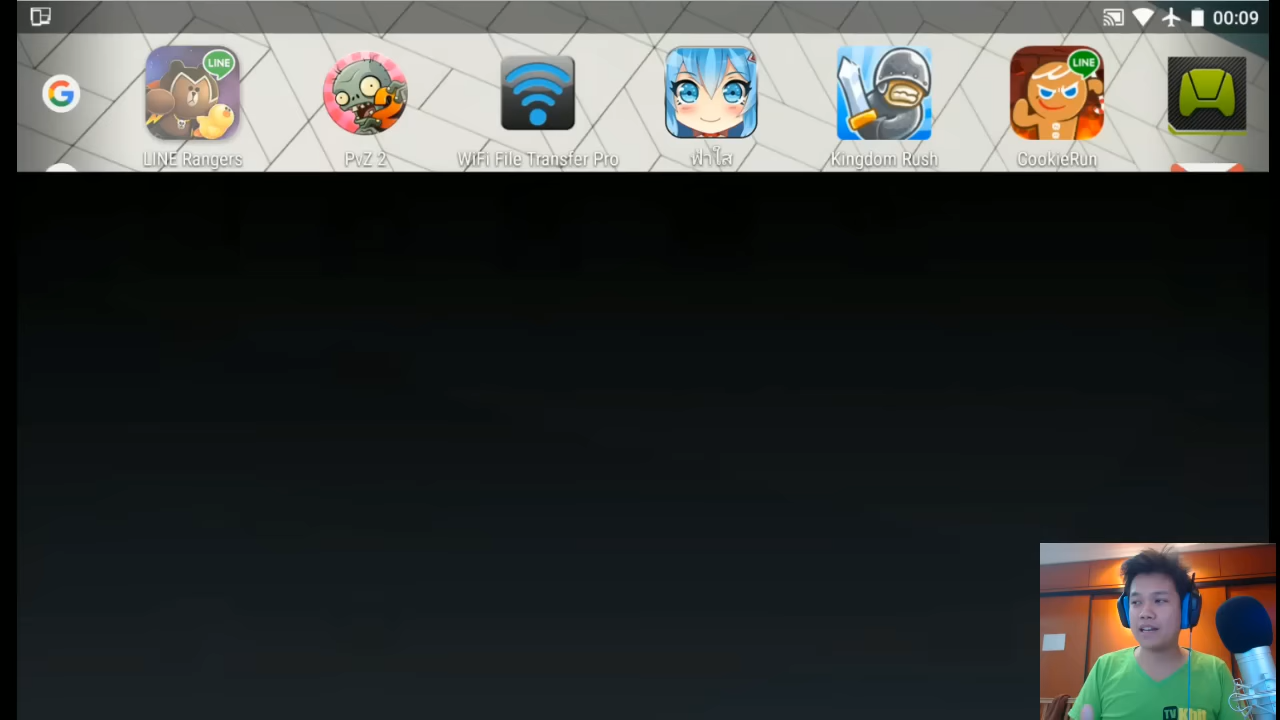 00:09
LINE
LINE
LINE Rangers
PvZ 2
WiFi File Transfer Pro
ฟ้าใส
Kingdom Rush
CookieRun
TV